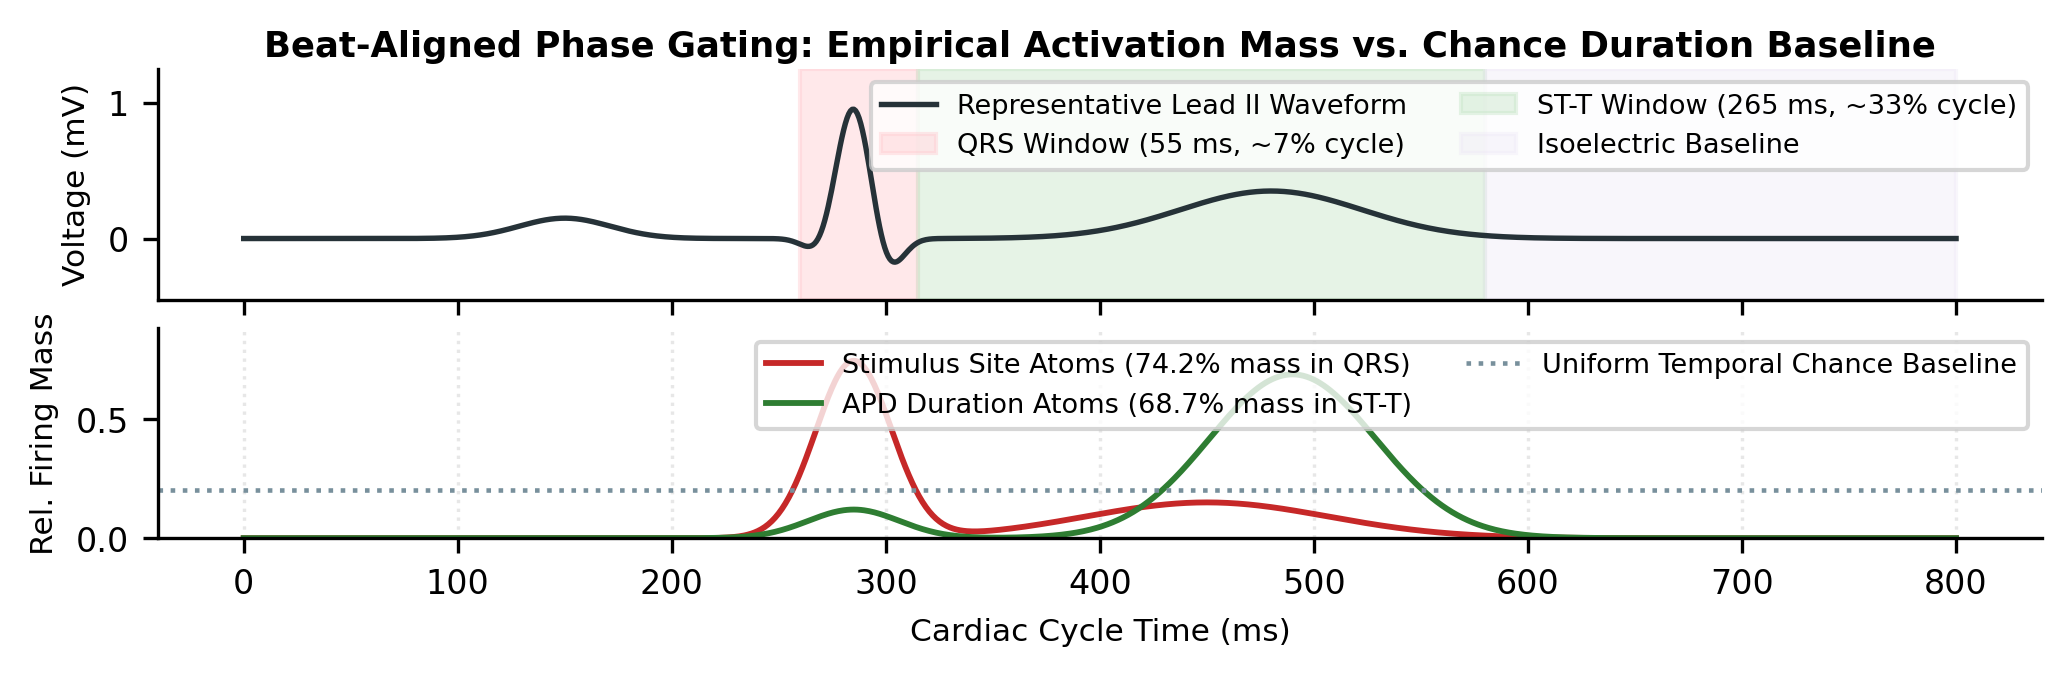 Beat-Aligned Phase Gating: Empirical Activation Mass vs. Chance Duration Baseline
Voltage (mV)
1
0
Representative Lead II Waveform
QRS Window (55 ms, ~7% cycle)
ST-T Window (265 ms, ~33% cycle)
Isoelectric Baseline
Rel. Firing Mass
0.5
0.0
Stimulus Site Atoms (74.2% mass in QRS)
APD Duration Atoms (68.7% mass in ST-T)
Uniform Temporal Chance Baseline
0 100 200 300 400 500 600 700 800
Cardiac Cycle Time (ms)